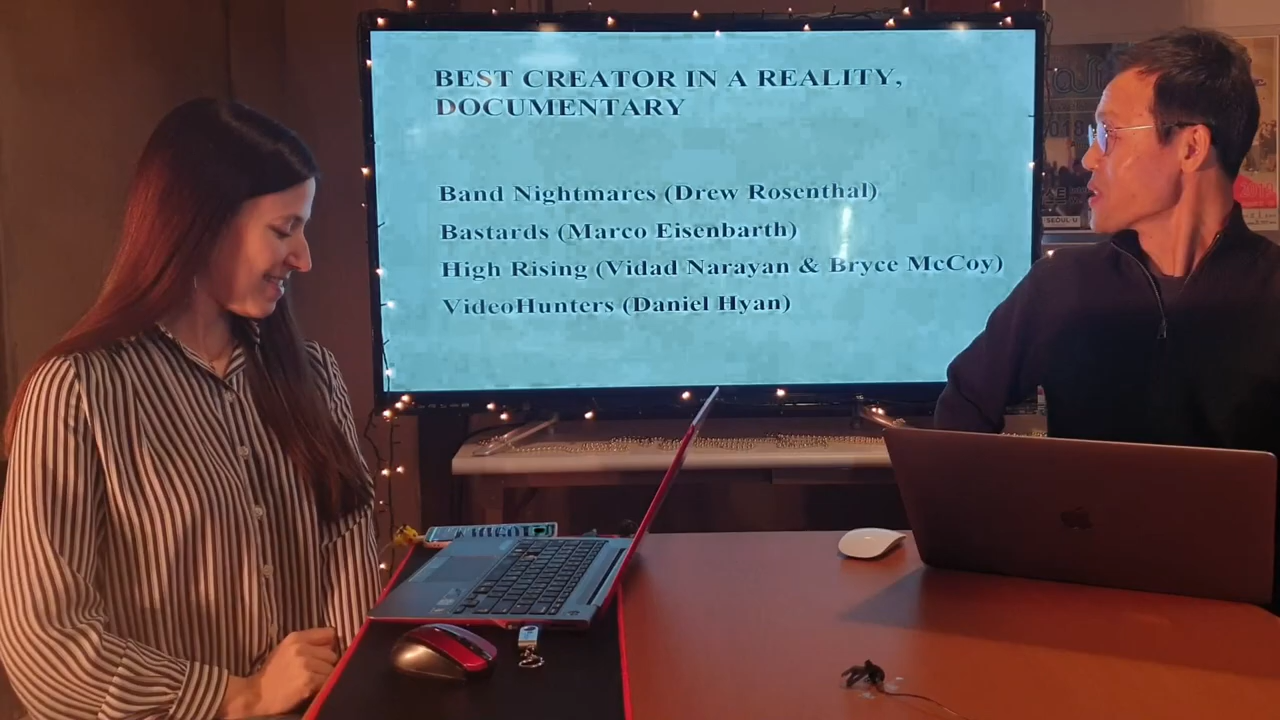 BEST CREATOR IN A REALITY,
DOCUMENTARY
Band Nightmares (Drew Rosenthal)
Bastards (Marco Eisenbarth)
High Rising (Vidad Narayan & Bryce McCoy)
VideoHunters (Daniel Hyan)
SEOUL U